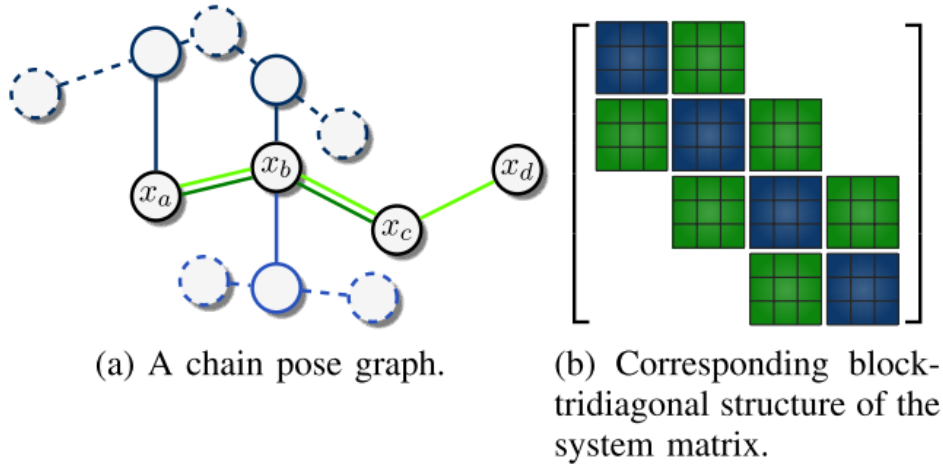 x_a
x_b
x_c
x_d
(a) A chain pose graph.
(b) Corresponding block-
tridiagonal structure of the
system matrix.